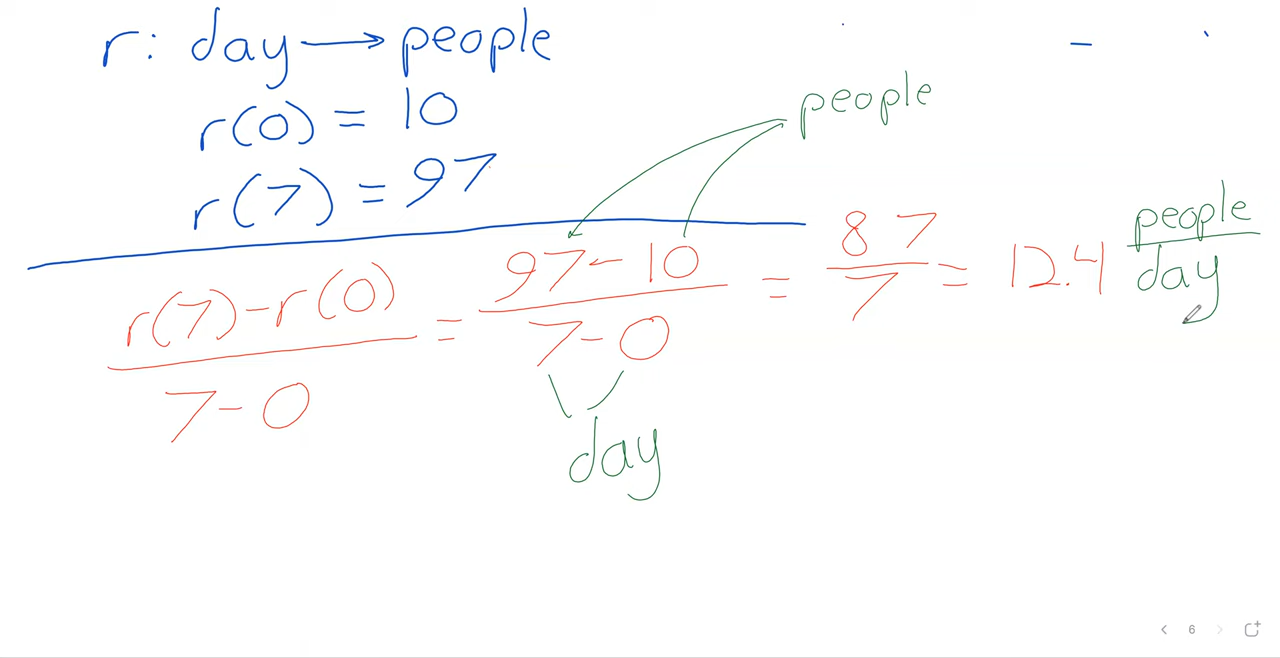 r: day → people
r(0) = 10
r(7) = 97
people
r(7) - r(0) / 7 - 0 = 97 - 10 / 7 - 0 = 87 / 7 = 12.4 people / day
day
6